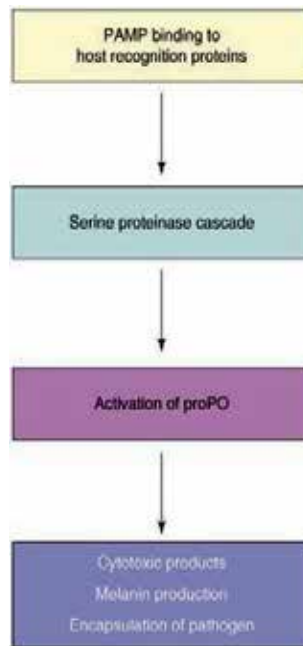 PAMP binding to
host recognition proteins
Serine proteinase cascade
Activation of proPO
Cytotoxic products
Melanin production
Encapsulation of pathogen